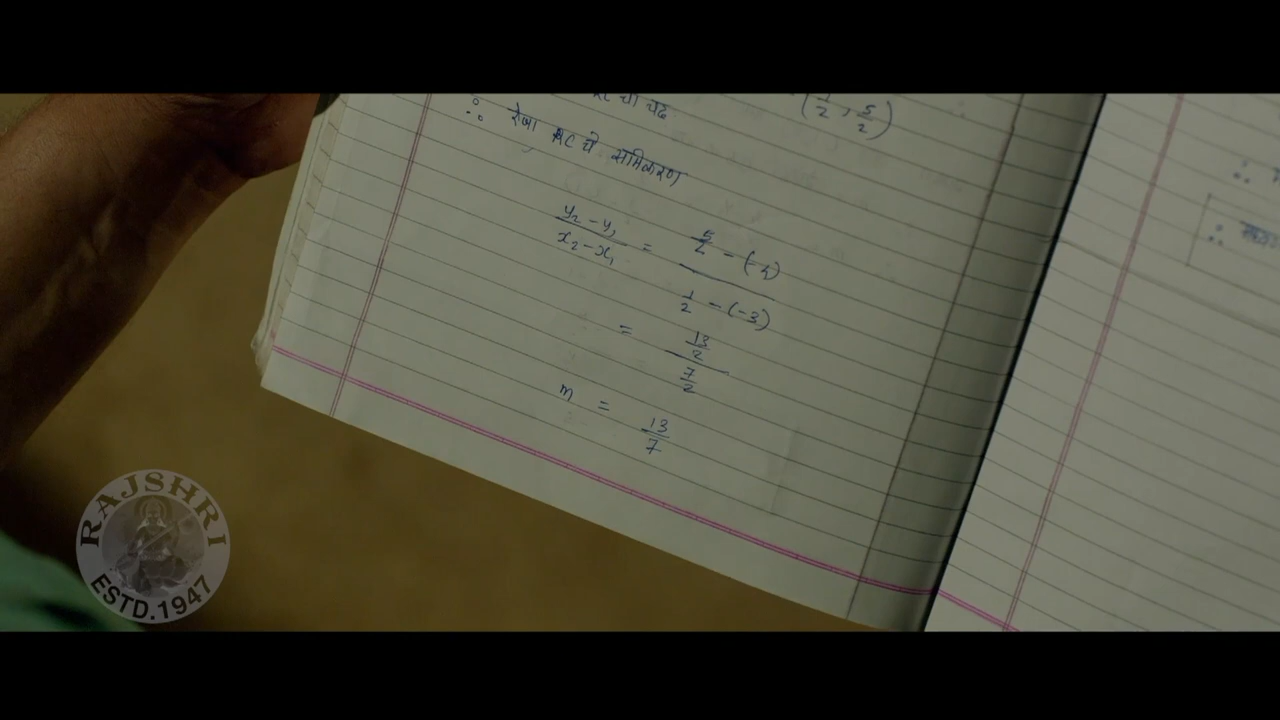 ( 1/2 , 5/2 )
∴ रेषा AC चे समिकरण
y₂ - y₁ / x₂ - x₁ = 5/2 - (-4) / 1/2 - (-3)
= 13/2 / 7/2
m = 13/7
∴
∴
RAJSHRI
ESTD.1947